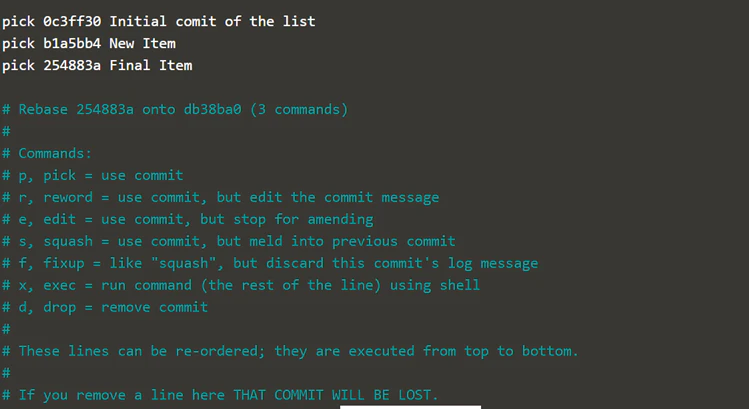 pick 0c3ff30 Initial comit of the list
pick b1a5bb4 New Item
pick 254883a Final Item
# Rebase 254883a onto db38ba0 (3 commands)
#
# Commands:
# p, pick = use commit
# r, reword = use commit, but edit the commit message
# e, edit = use commit, but stop for amending
# s, squash = use commit, but meld into previous commit
# f, fixup = like "squash", but discard this commit's log message
# x, exec = run command (the rest of the line) using shell
# d, drop = remove commit
#
# These lines can be re-ordered; they are executed from top to bottom.
#
# If you remove a line here THAT COMMIT WILL BE LOST.